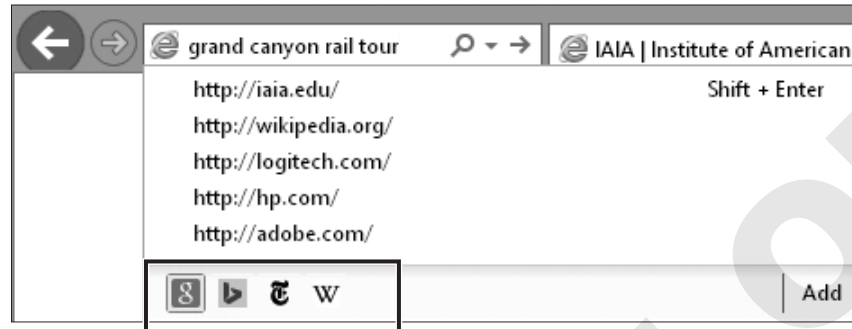 grand canyon rail tour IAIA | Institute of American
http://iaia.edu/ Shift + Enter
http://wikipedia.org/
http://logitech.com/
http://hp.com/
http://adobe.com/
8 b T W Add